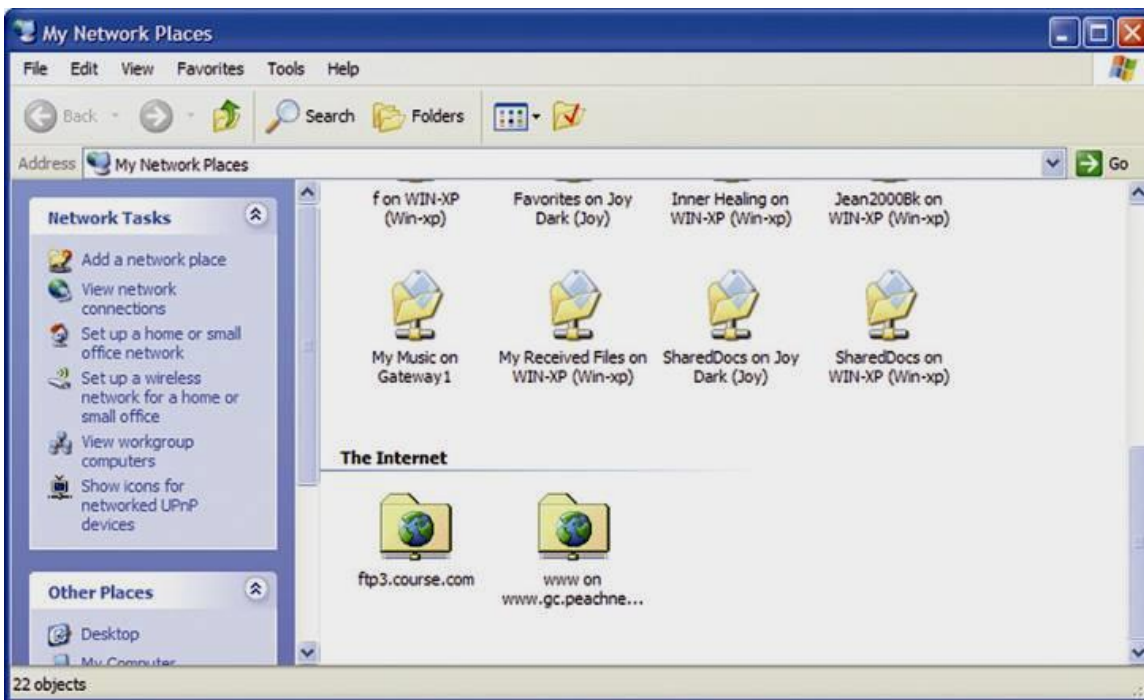 My Network Places
File Edit View Favorites Tools Help
Back Search Folders
Address My Network Places Go
Network Tasks
Add a network place
View network
connections
Set up a home or small
office network
Set up a wireless
network for a home or
small office
View workgroup
computers
Show icons for
networked UPnP
devices
Other Places
Desktop
My Computer
f on WIN-XP
(Win-xp)
Favorites on Joy
Dark (Joy)
Inner Healing on
WIN-XP (Win-xp)
Jean2000Bk on
WIN-XP (Win-xp)
My Music on
Gateway1
My Received Files on
WIN-XP (Win-xp)
SharedDocs on Joy
Dark (Joy)
SharedDocs on
WIN-XP (Win-xp)
The Internet
ftp3.course.com
www on
www.gc.peachne...
22 objects